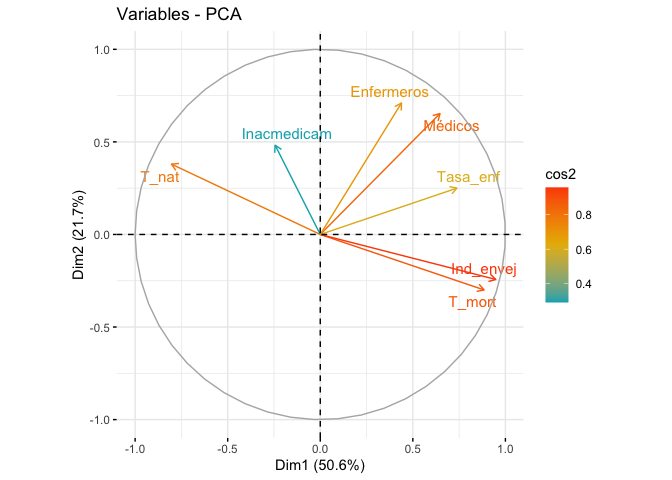 Variables - PCA
1.0
0.5
0.0
-0.5
-1.0
Dim2 (21.7%)
Enfermeros
Médicos
Inacmedicam
T_nat
Tasa_enf
Ind_envej
T_mort
-1.0
-0.5
0.0
0.5
1.0
Dim1 (50.6%)
cos2
0.8
0.6
0.4